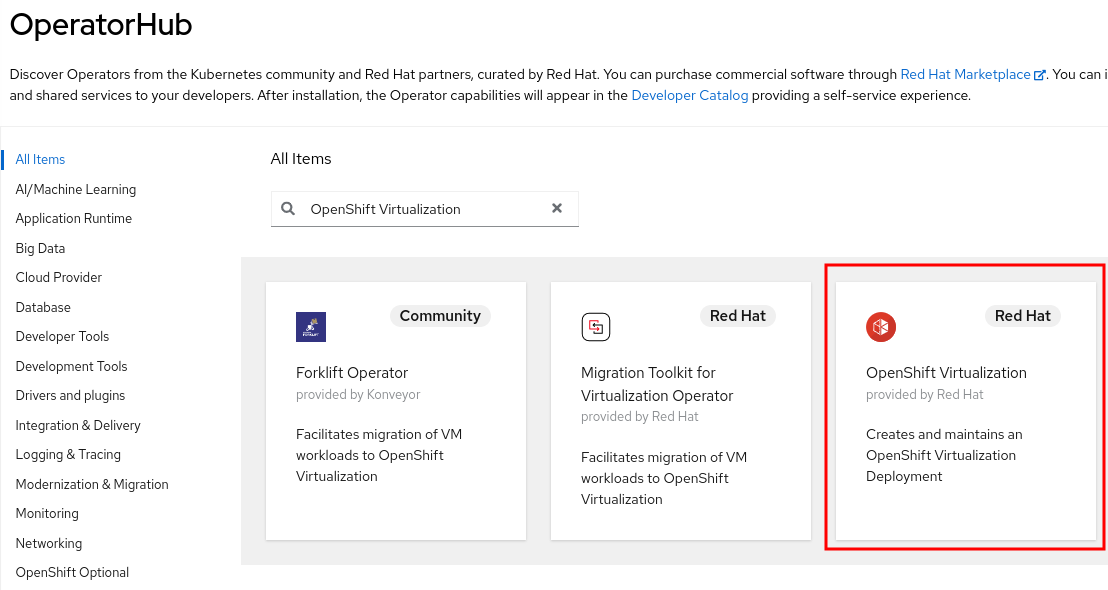 OperatorHub
Discover Operators from the Kubernetes community and Red Hat partners, curated by Red Hat. You can purchase commercial software through Red Hat Marketplace. You can i
and shared services to your developers. After installation, the Operator capabilities will appear in the Developer Catalog providing a self-service experience.
All Items
AI/Machine Learning
Application Runtime
Big Data
Cloud Provider
Database
Developer Tools
Development Tools
Drivers and plugins
Integration & Delivery
Logging & Tracing
Modernization & Migration
Monitoring
Networking
OpenShift Optional
All Items
OpenShift Virtualization
Community
Forklift Operator
provided by Konveyor
Facilitates migration of VM
workloads to OpenShift
Virtualization
Red Hat
Migration Toolkit for
Virtualization Operator
provided by Red Hat
Facilitates migration of VM
workloads to OpenShift
Virtualization
Red Hat
OpenShift Virtualization
provided by Red Hat
Creates and maintains an
OpenShift Virtualization
Deployment